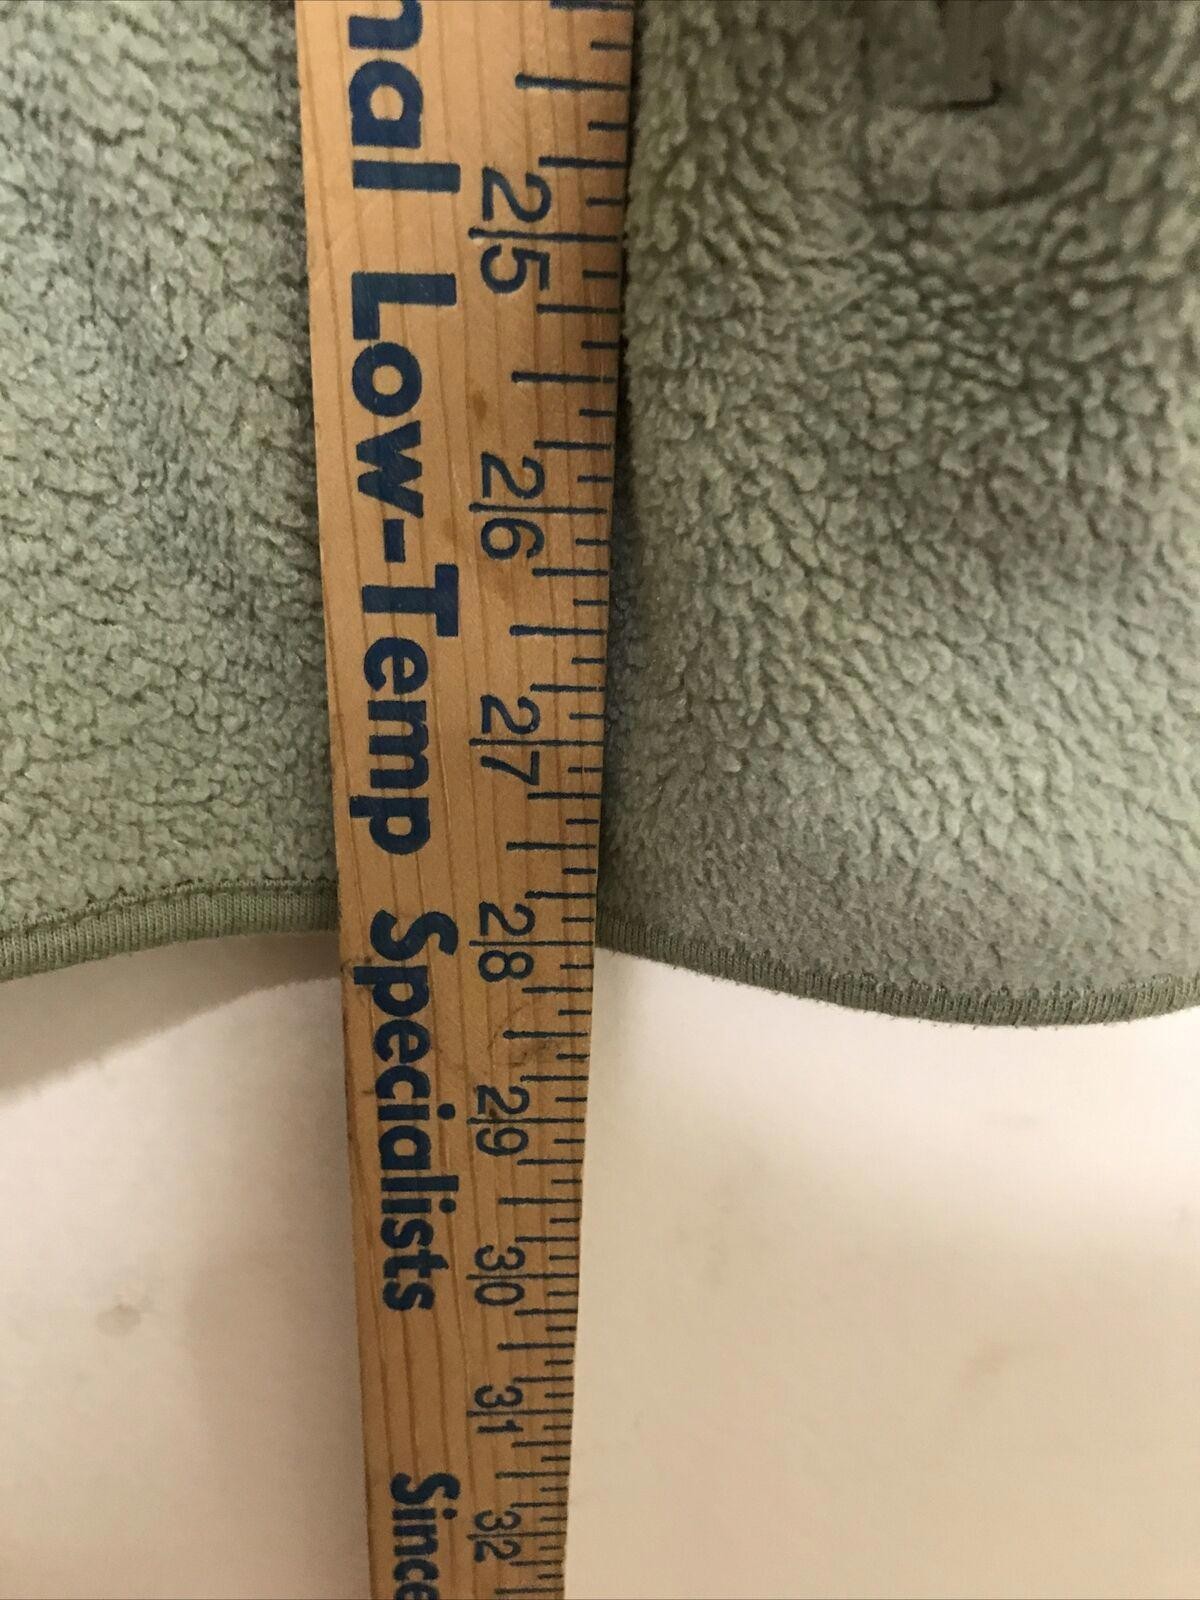 nal Low-Temp Specialists Since
25 26 27 28 29 30 31 32